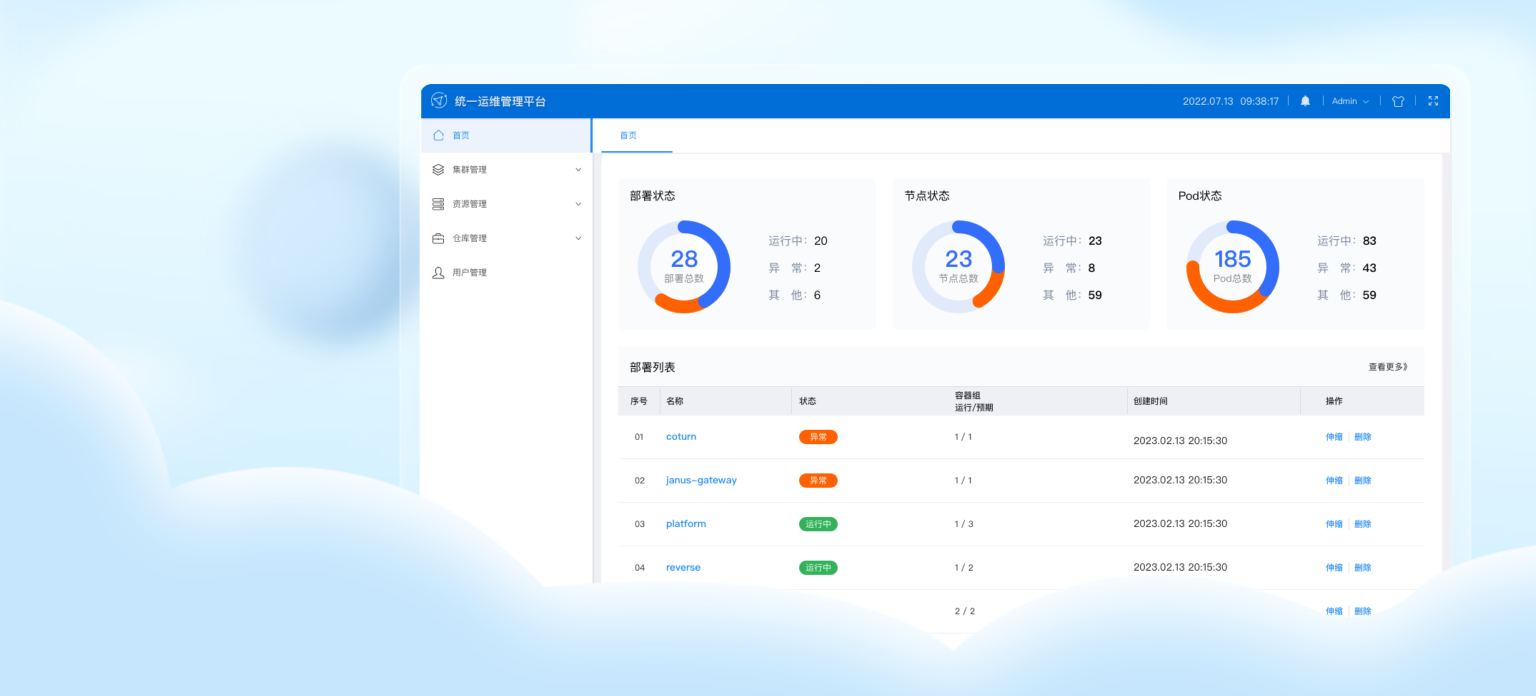 统一运维管理平台
2022.07.13 09:38:17
Admin
首页
集群管理
资源管理
仓库管理
用户管理
首页
部署状态
28
部署总数
运行中：20
异 常：2
其 他：6
节点状态
23
节点总数
运行中：23
异 常：8
其 他：59
Pod状态
185
Pod总数
运行中：83
异 常：43
其 他：59
部署列表
查看更多》
序号 名称 状态 容器组 运行/预期 创建时间 操作
01 coturn 异常 1 / 1 2023.02.13 20:15:30 伸缩 删除
02 janus-gateway 异常 1 / 1 2023.02.13 20:15:30 伸缩 删除
03 platform 运行中 1 / 3 2023.02.13 20:15:30 伸缩 删除
04 reverse 运行中 1 / 2 2023.02.13 20:15:30 伸缩 删除
2 / 2 伸缩 删除